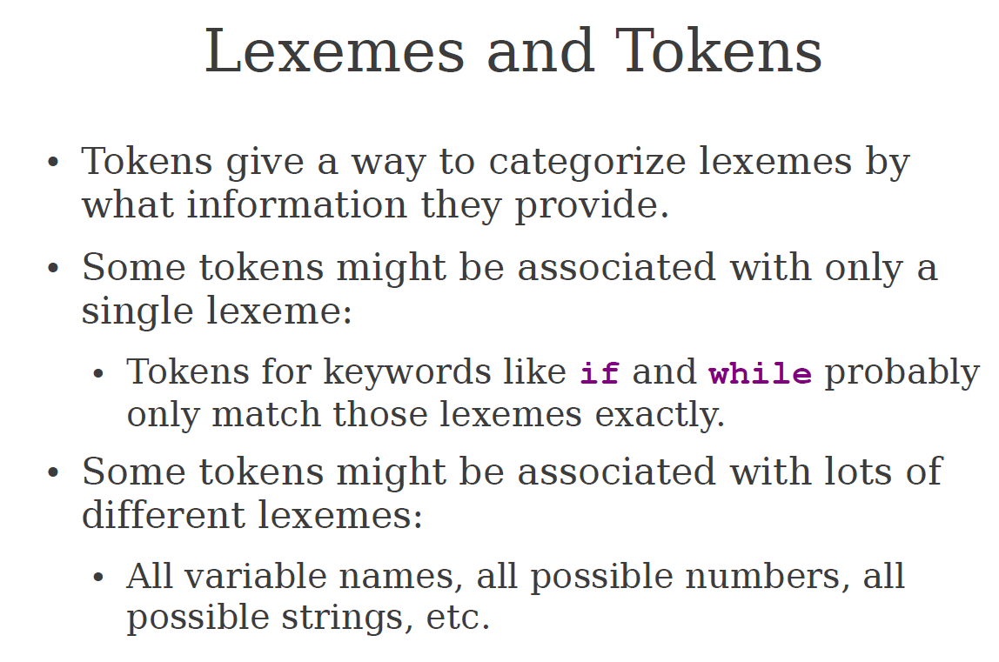 Lexemes and Tokens
• Tokens give a way to categorize lexemes by
what information they provide.
• Some tokens might be associated with only a
single lexeme:
• Tokens for keywords like if and while probably
only match those lexemes exactly.
• Some tokens might be associated with lots of
different lexemes:
• All variable names, all possible numbers, all
possible strings, etc.